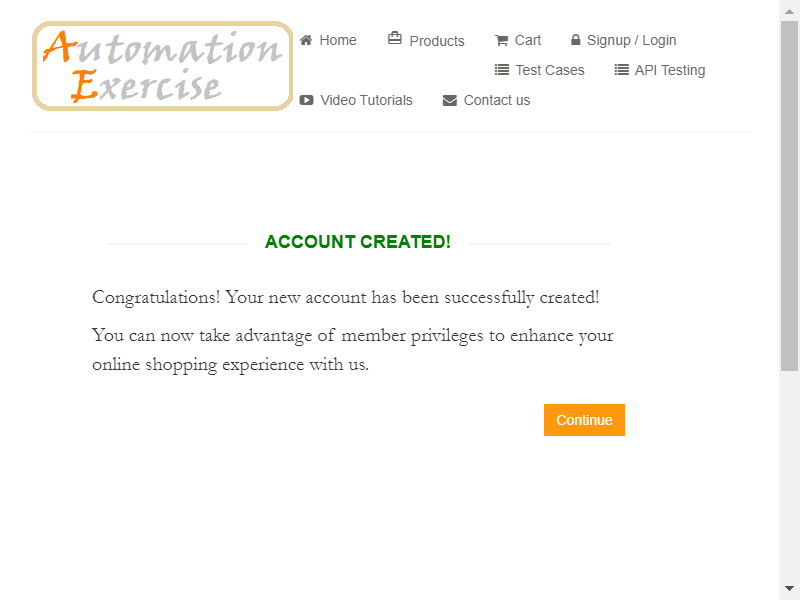 Automation
Exercise
Home Products Cart Signup / Login
Test Cases API Testing
Video Tutorials Contact us
ACCOUNT CREATED!
Congratulations! Your new account has been successfully created!
You can now take advantage of member privileges to enhance your
online shopping experience with us.
Continue